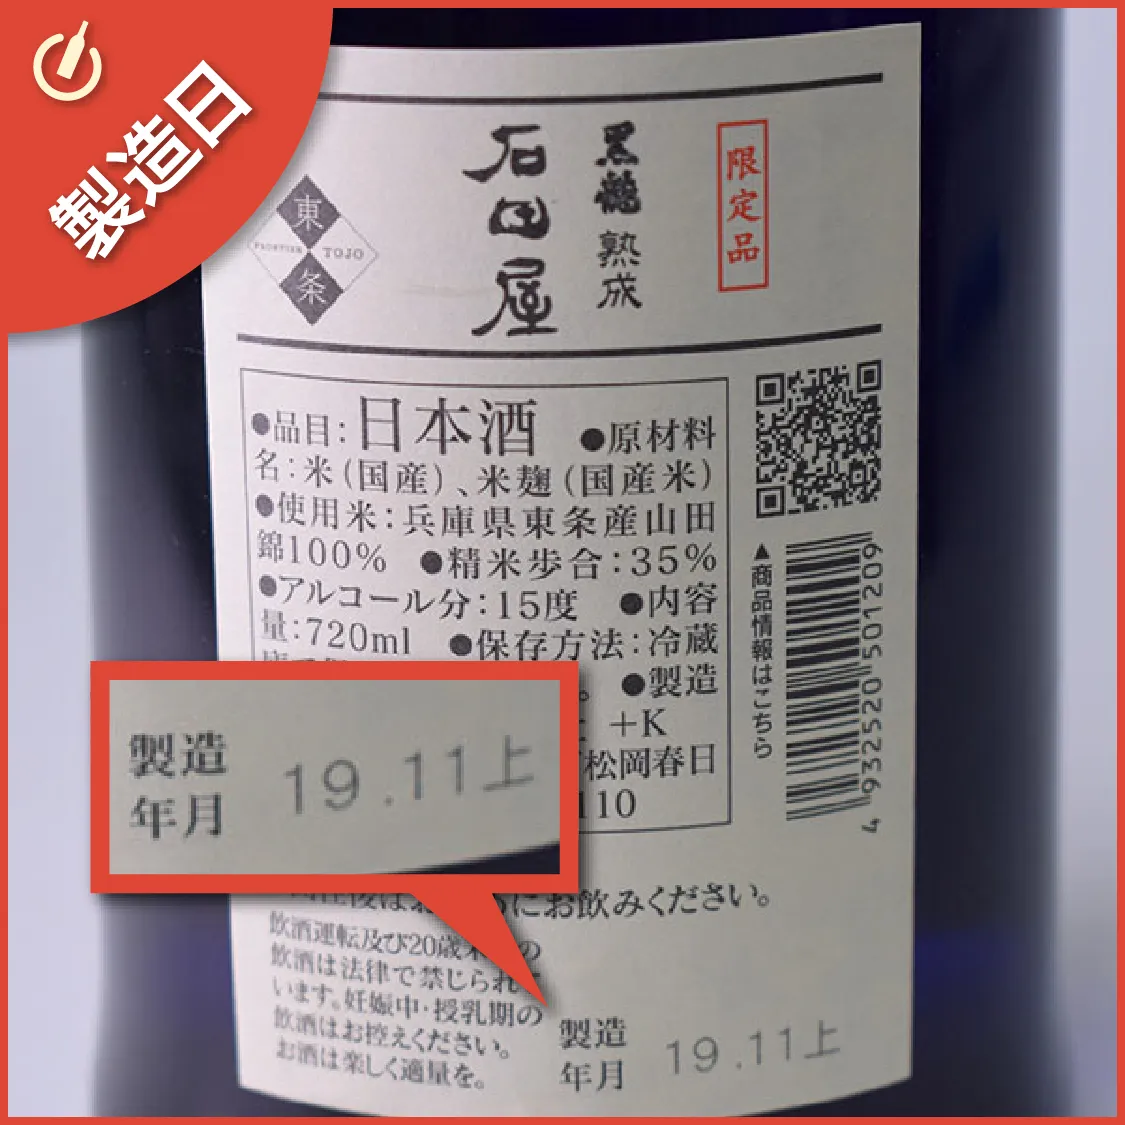 製造日
限定品
黒龍 熟成
石田屋
東
FRONTIER TOJO
条
●品目：日本酒 ●原材料
名：米（国産）、米麹（国産米）
●使用米：兵庫県東条産山田
錦100% ●精米歩合：35%
●アルコール分：15度 ●内容
量：720ml ●保存方法：冷蔵
。●製造
+K
松岡春日
110
▲商品情報はこちら
4932520501209
製造
年月 19.11上
にお飲みください。
飲酒運転及び20歳
の
飲酒は法律で禁じられ
います。妊娠中・授乳期の
飲酒はお控えください。
お酒は楽しく適量を。
製造
年月 19.11上